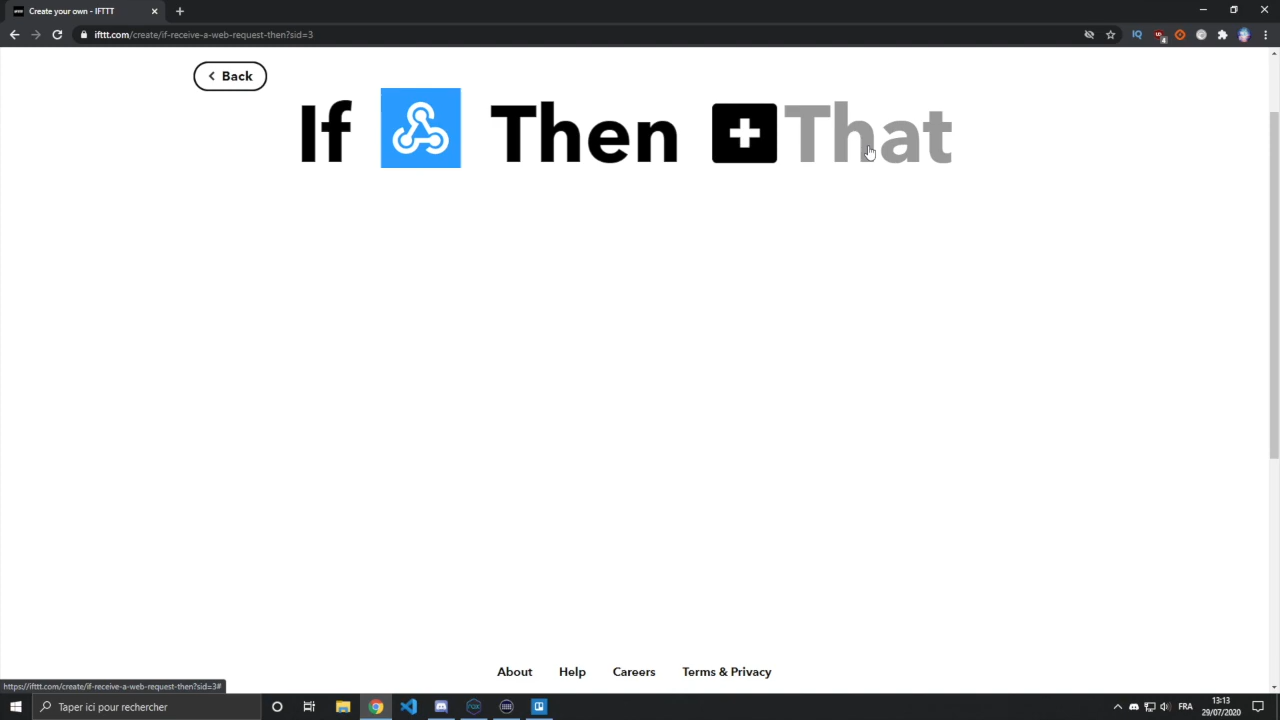 Create your own - IFTTT
ifttt.com/create/if-receive-a-web-request-then?sid=3
4
Back
If Then That
About Help Careers Terms & Privacy
https://ifttt.com/create/if-receive-a-web-request-then?sid=3#
Taper ici pour rechercher
FRA
13:13
29/07/2020